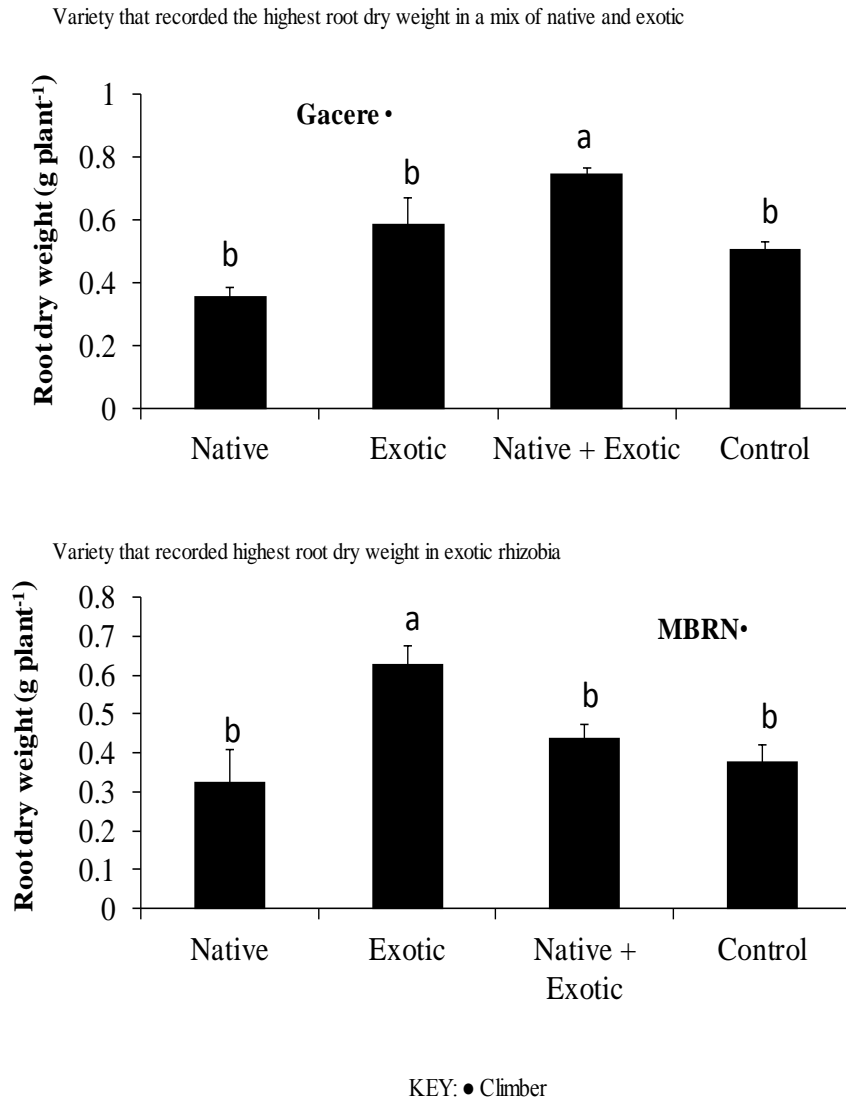 Variety that recorded the highest root dry weight in a mix of native and exotic
Root dry weight (g plant⁻¹)
1
0.8
0.6
0.4
0.2
0
Gacere •
b
b
a
b
Native
Exotic
Native + Exotic
Control
Variety that recorded highest root dry weight in exotic rhizobia
Root dry weight (g plant⁻¹)
0.8
0.7
0.6
0.5
0.4
0.3
0.2
0.1
0
MBRN•
b
a
b
b
Native
Exotic
Native +
Exotic
Control
KEY: ● Climber